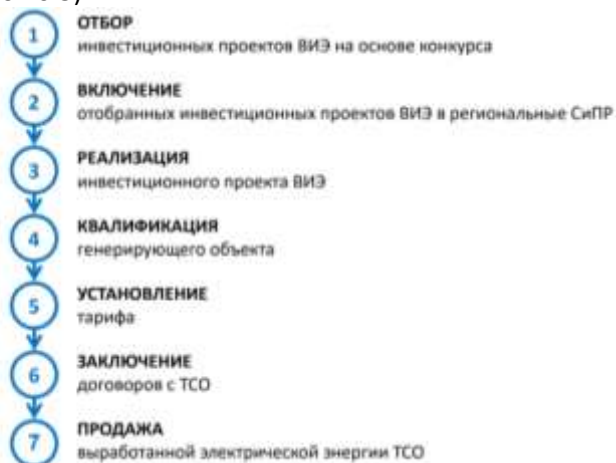 1
ОТБОР
инвестиционных проектов ВИЭ на основе конкурса
2
ВКЛЮЧЕНИЕ
отобранных инвестиционных проектов ВИЭ в региональные СиПР
3
РЕАЛИЗАЦИЯ
инвестиционного проекта ВИЭ
4
КВАЛИФИКАЦИЯ
генерирующего объекта
5
УСТАНОВЛЕНИЕ
тарифа
6
ЗАКЛЮЧЕНИЕ
договоров с ТСО
7
ПРОДАЖА
выработанной электрической энергии ТСО